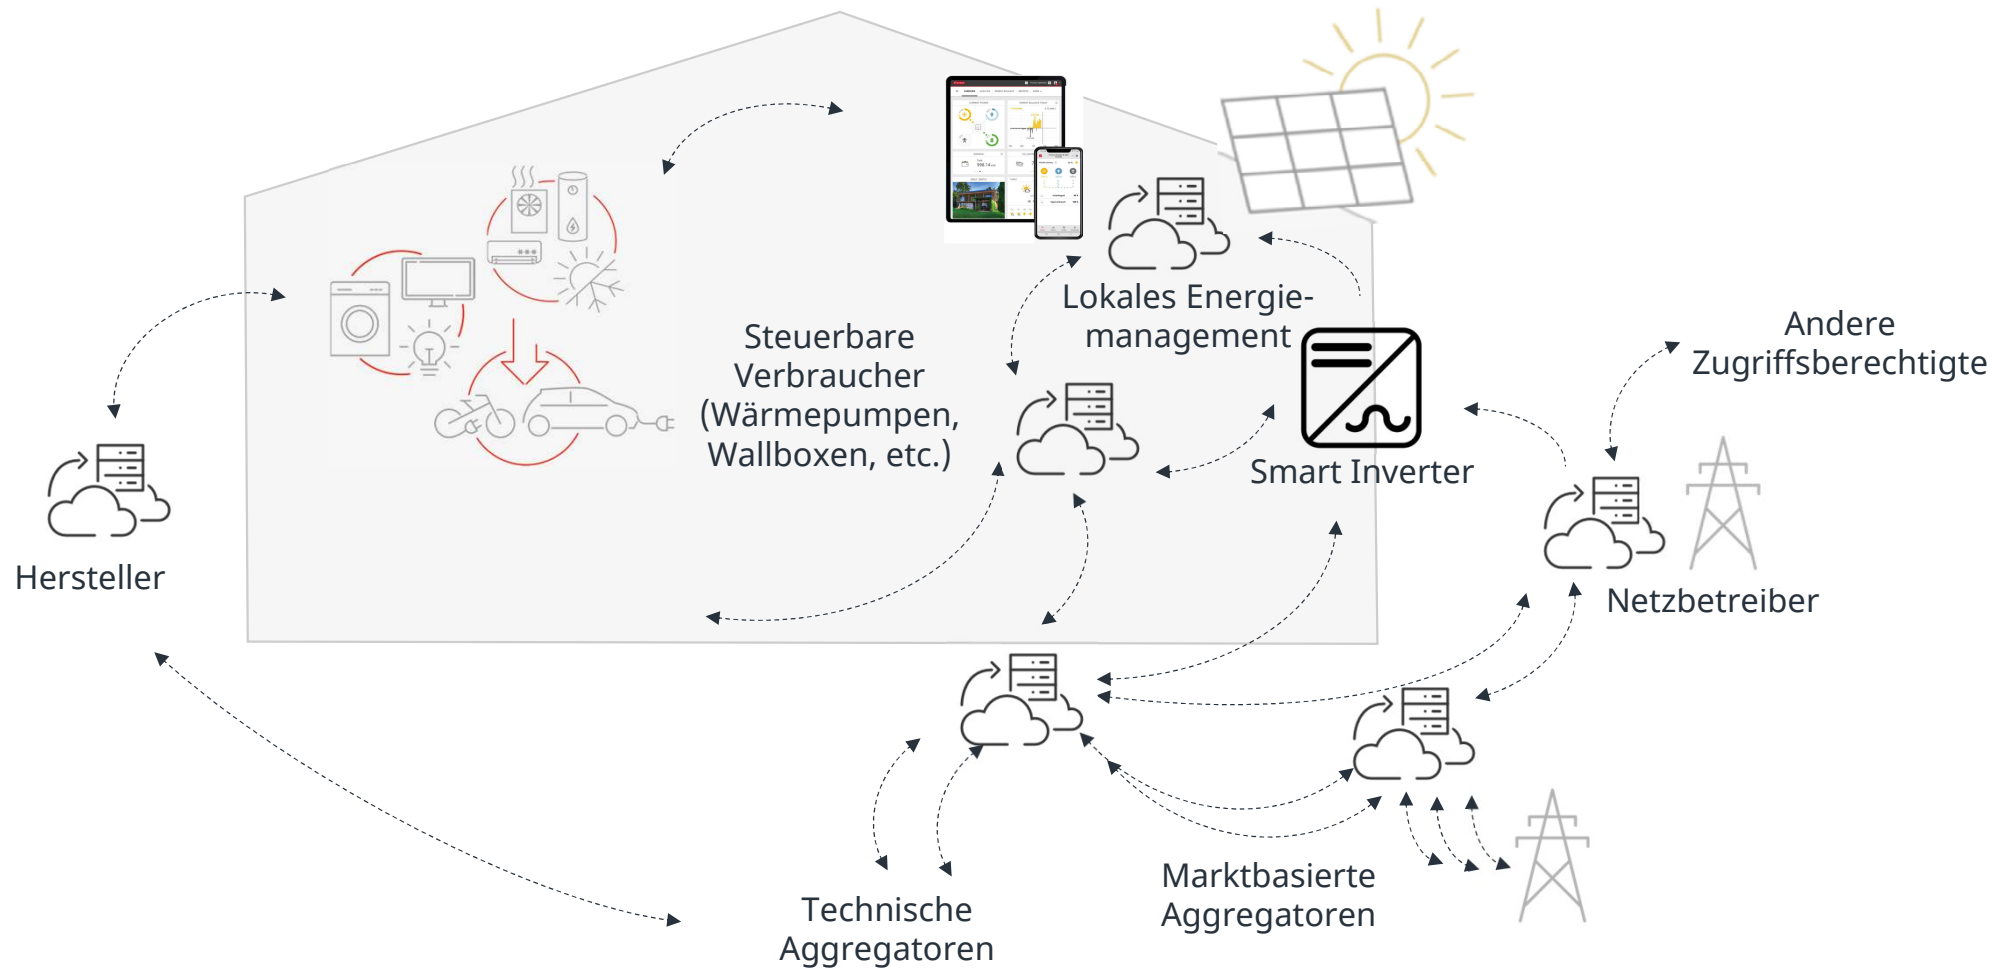 Lokales Energie-
management
Steuerbare
Verbraucher
(Wärmepumpen,
Wallboxen, etc.)
Andere
Zugriffsberechtigte
Smart Inverter
Hersteller
Netzbetreiber
Marktbasierte
Aggregatoren
Technische
Aggregatoren